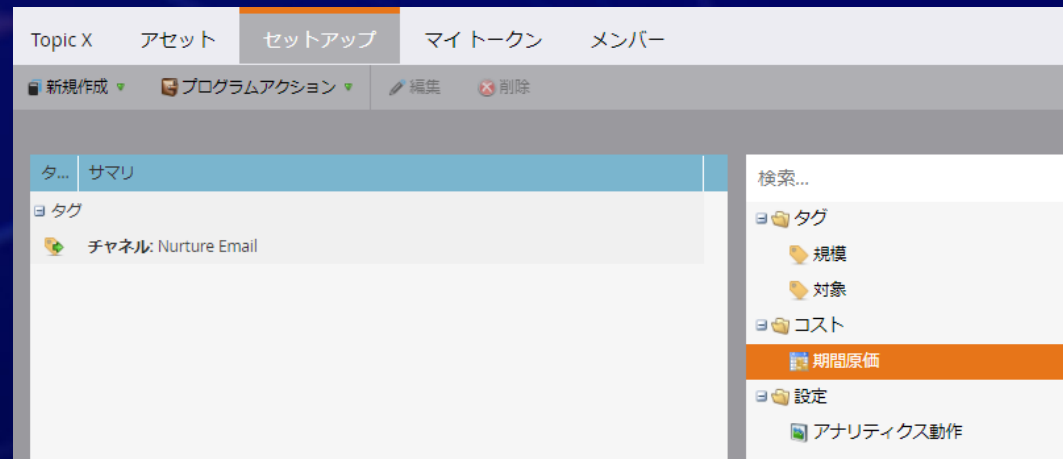 Topic X アセット セットアップ マイ トークン メンバー
新規作成 プログラムアクション 編集 削除
タ... サマリ
タグ
チャネル: Nurture Email
検索...
タグ
規模
対象
コスト
期間原価
設定
アナリティクス動作